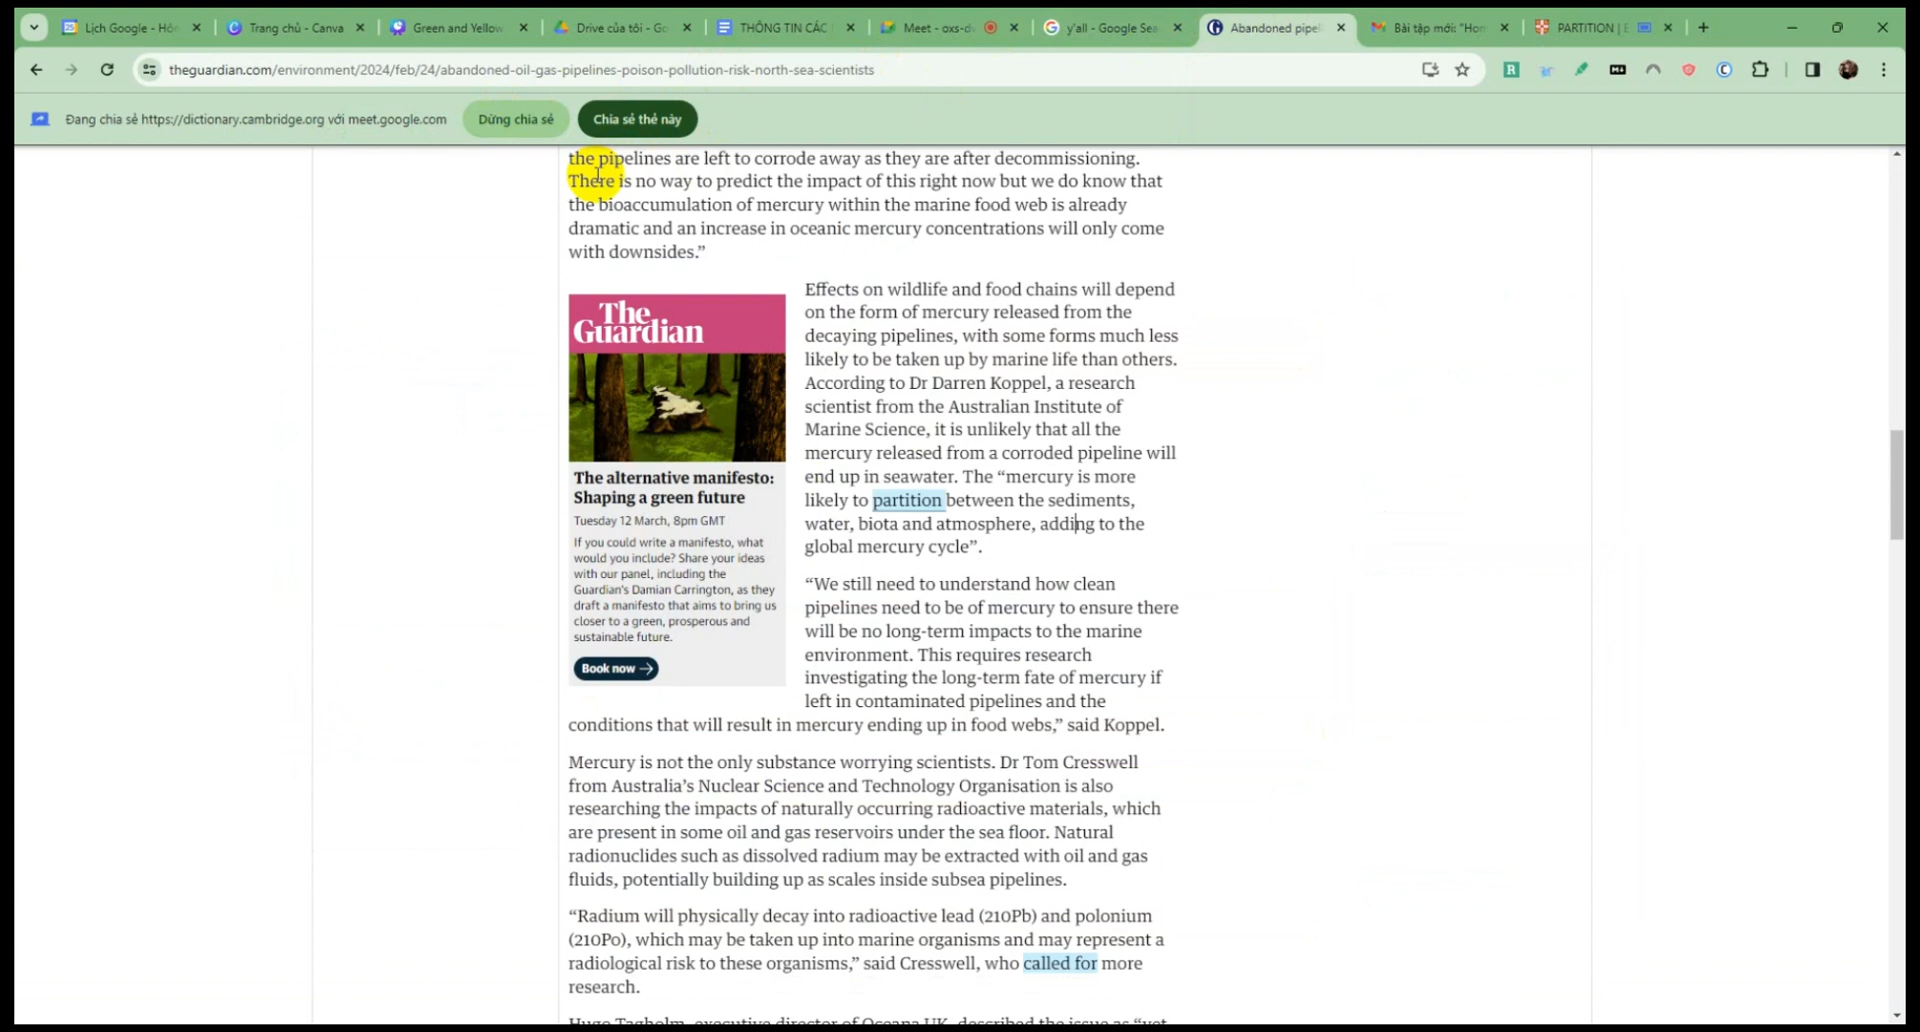 Lịch Google - Hôn
Trang chủ - Canva
Green and Yellow
Drive của tôi - Go
THÔNG TIN CÁC
Meet - oxs-d
y'all - Google Sea
Abandoned pipel
Bài tập mới: "Hom
PARTITION | E
theguardian.com/environment/2024/feb/24/abandoned-oil-gas-pipelines-poison-pollution-risk-north-sea-scientists
Đang chia sẻ https://dictionary.cambridge.org với meet.google.com
Dừng chia sẻ
Chia sẻ thẻ này
the pipelines are left to corrode away as they are after decommissioning.
There is no way to predict the impact of this right now but we do know that
the bioaccumulation of mercury within the marine food web is already
dramatic and an increase in oceanic mercury concentrations will only come
with downsides.”
The
Guardian
The alternative manifesto:
Shaping a green future
Tuesday 12 March, 8pm GMT
If you could write a manifesto, what
would you include? Share your ideas
with our panel, including the
Guardian's Damian Carrington, as they
draft a manifesto that aims to bring us
closer to a green, prosperous and
sustainable future.
Book now
Effects on wildlife and food chains will depend
on the form of mercury released from the
decaying pipelines, with some forms much less
likely to be taken up by marine life than others.
According to Dr Darren Koppel, a research
scientist from the Australian Institute of
Marine Science, it is unlikely that all the
mercury released from a corroded pipeline will
end up in seawater. The “mercury is more
likely to partition between the sediments,
water, biota and atmosphere, adding to the
global mercury cycle”.
“We still need to understand how clean
pipelines need to be of mercury to ensure there
will be no long-term impacts to the marine
environment. This requires research
investigating the long-term fate of mercury if
left in contaminated pipelines and the
conditions that will result in mercury ending up in food webs,” said Koppel.
Mercury is not the only substance worrying scientists. Dr Tom Cresswell
from Australia’s Nuclear Science and Technology Organisation is also
researching the impacts of naturally occurring radioactive materials, which
are present in some oil and gas reservoirs under the sea floor. Natural
radionuclides such as dissolved radium may be extracted with oil and gas
fluids, potentially building up as scales inside subsea pipelines.
“Radium will physically decay into radioactive lead (210Pb) and polonium
(210Po), which may be taken up into marine organisms and may represent a
radiological risk to these organisms,” said Cresswell, who called for more
research.
Hugo Tagholm, executive director of Oceana UK, described the issue as “yet